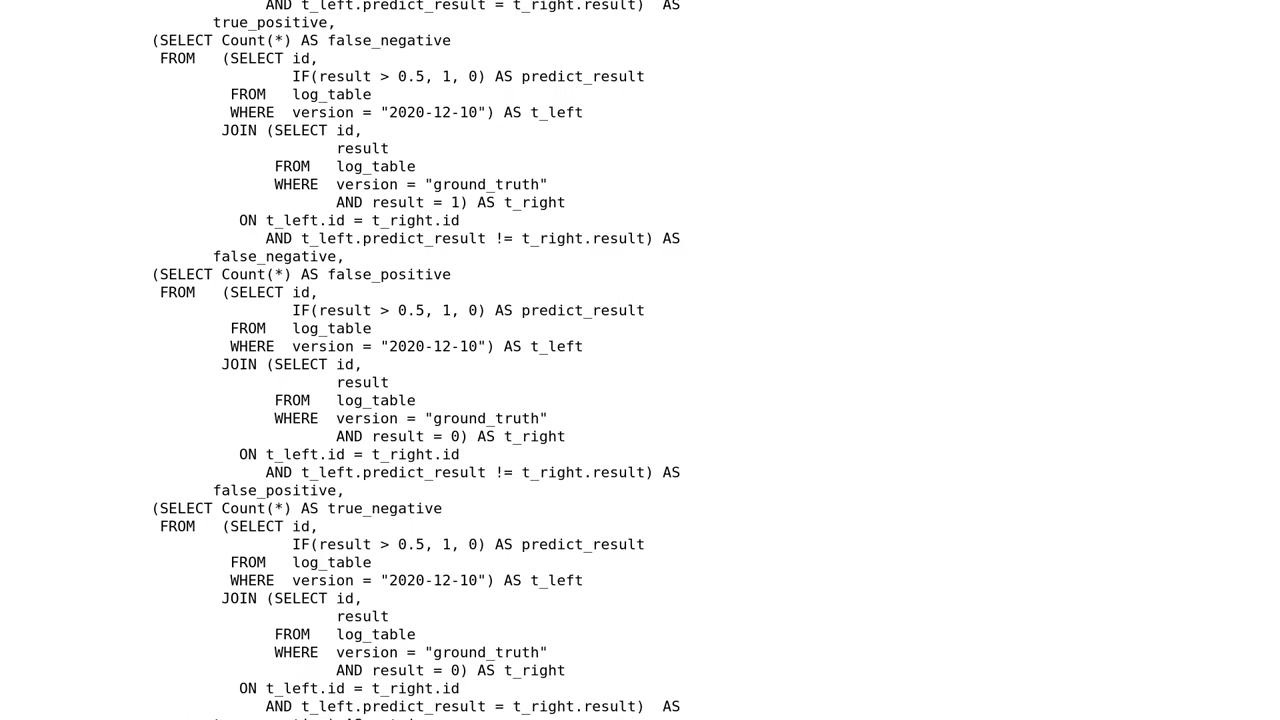 AND t_left.predict_result = t_right.result)  AS
true_positive,
(SELECT Count(*) AS false_negative
FROM   (SELECT id,
IF(result > 0.5, 1, 0) AS predict_result
FROM   log_table
WHERE  version = "2020-12-10") AS t_left
JOIN (SELECT id,
result
FROM   log_table
WHERE  version = "ground_truth"
AND result = 1) AS t_right
ON t_left.id = t_right.id
AND t_left.predict_result != t_right.result) AS
false_negative,
(SELECT Count(*) AS false_positive
FROM   (SELECT id,
IF(result > 0.5, 1, 0) AS predict_result
FROM   log_table
WHERE  version = "2020-12-10") AS t_left
JOIN (SELECT id,
result
FROM   log_table
WHERE  version = "ground_truth"
AND result = 0) AS t_right
ON t_left.id = t_right.id
AND t_left.predict_result != t_right.result) AS
false_positive,
(SELECT Count(*) AS true_negative
FROM   (SELECT id,
IF(result > 0.5, 1, 0) AS predict_result
FROM   log_table
WHERE  version = "2020-12-10") AS t_left
JOIN (SELECT id,
result
FROM   log_table
WHERE  version = "ground_truth"
AND result = 0) AS t_right
ON t_left.id = t_right.id
AND t_left.predict_result = t_right.result)  AS